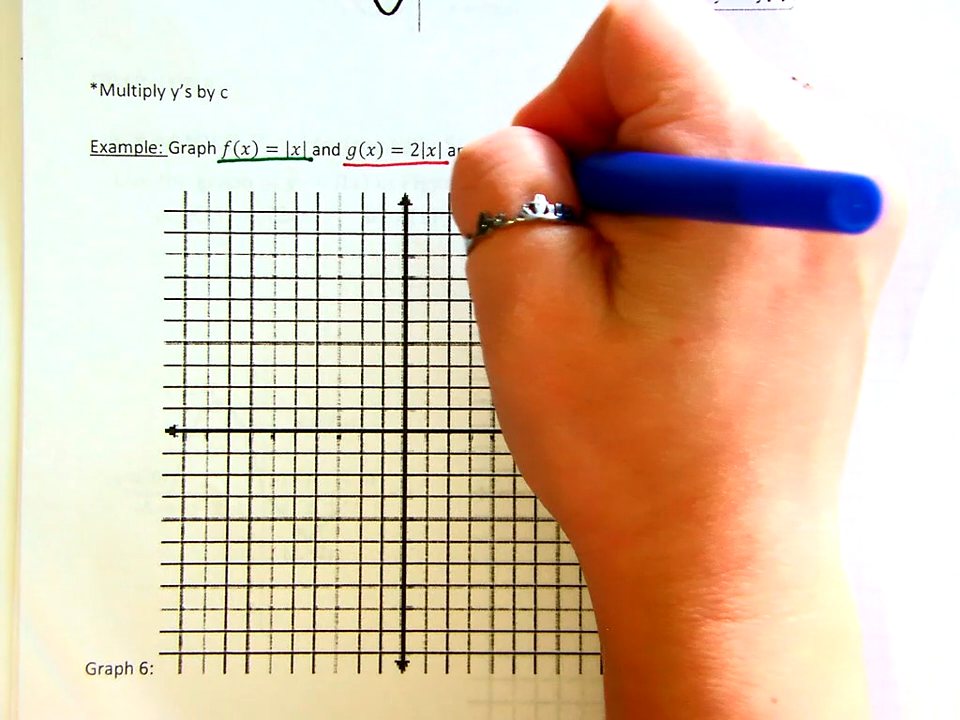 *Multiply y's by c
Example: Graph f(x) = |x| and g(x) = 2|x|
Graph 6: